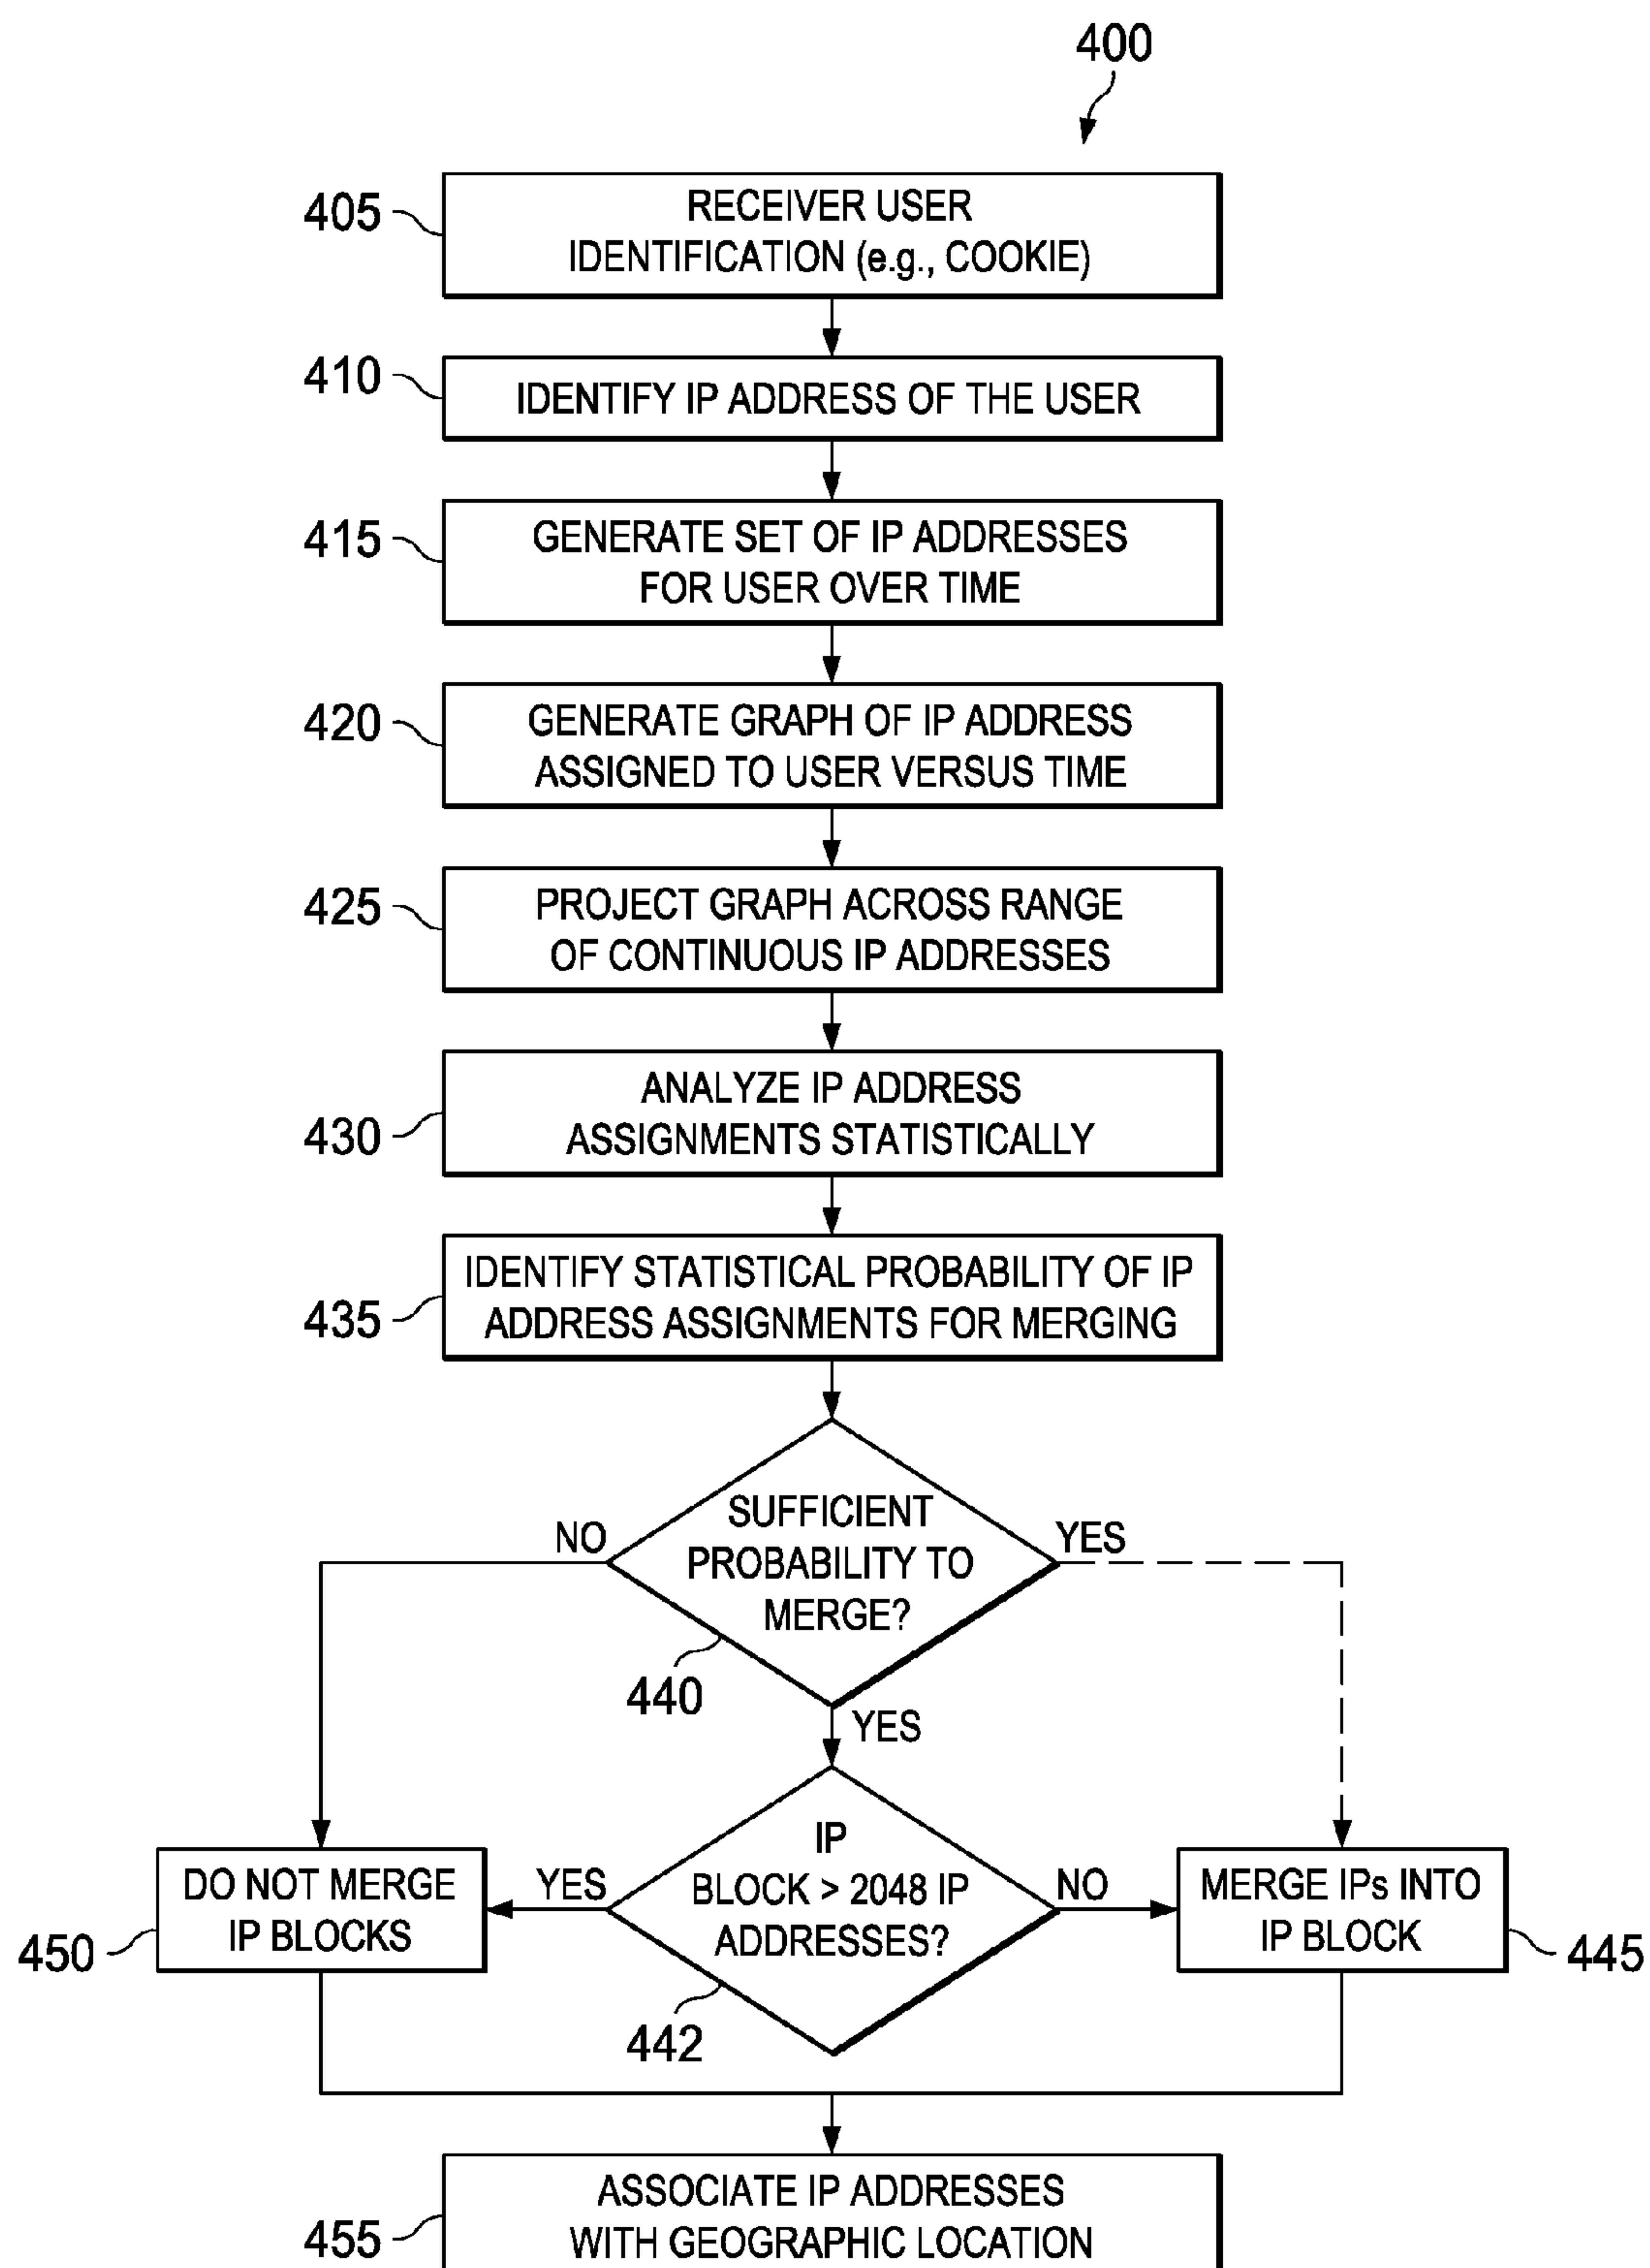 400
405
RECEIVER USER
IDENTIFICATION (e.g., COOKIE)
410
IDENTIFY IP ADDRESS OF THE USER
415
GENERATE SET OF IP ADDRESSES
FOR USER OVER TIME
420
GENERATE GRAPH OF IP ADDRESS
ASSIGNED TO USER VERSUS TIME
425
PROJECT GRAPH ACROSS RANGE
OF CONTINUOUS IP ADDRESSES
430
ANALYZE IP ADDRESS
ASSIGNMENTS STATISTICALLY
435
IDENTIFY STATISTICAL PROBABILITY OF IP
ADDRESS ASSIGNMENTS FOR MERGING
NO
SUFFICIENT
PROBABILITY TO
MERGE?
YES
440
YES
DO NOT MERGE
IP BLOCKS
450
YES
IP
BLOCK > 2048 IP
ADDRESSES?
NO
442
MERGE IPs INTO
IP BLOCK
445
455
ASSOCIATE IP ADDRESSES
WITH GEOGRAPHIC LOCATION